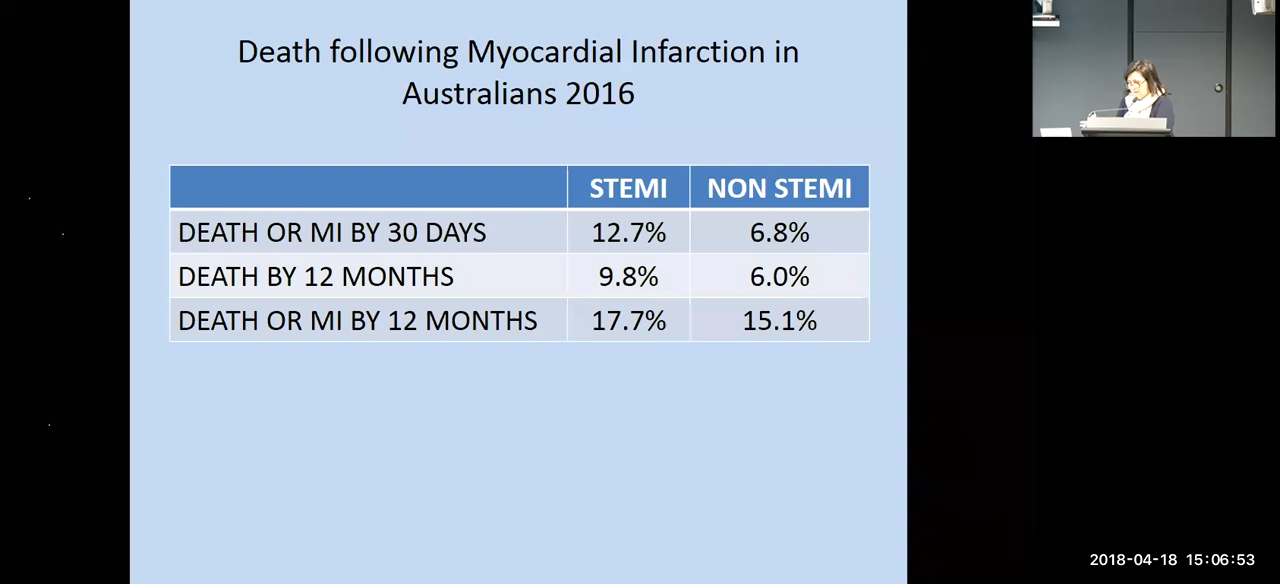 Death following Myocardial Infarction in
Australians 2016
STEMI NON STEMI
DEATH OR MI BY 30 DAYS 12.7% 6.8%
DEATH BY 12 MONTHS 9.8% 6.0%
DEATH OR MI BY 12 MONTHS 17.7% 15.1%
2018-04-18 15:06:53